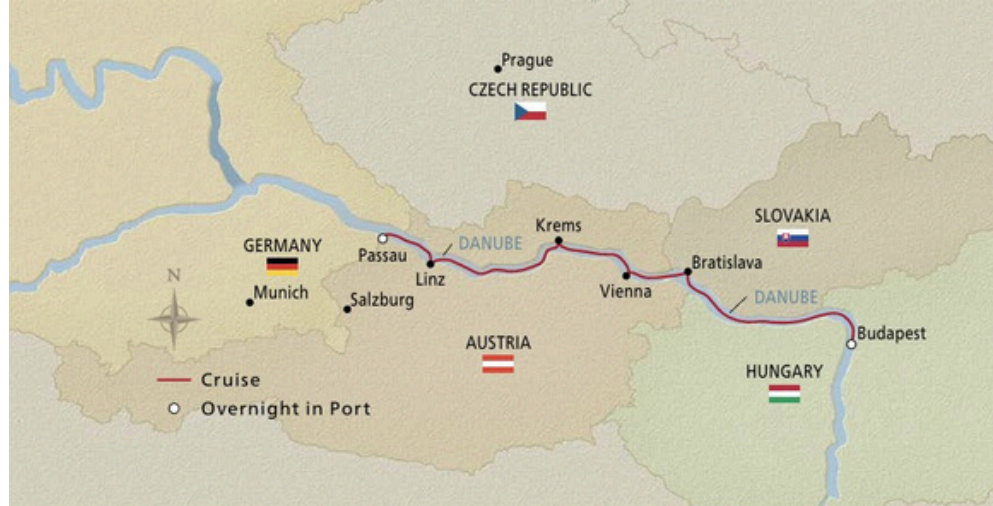 Prague
CZECH REPUBLIC
SLOVAKIA
Krems
GERMANY
DANUBE
Passau
Bratislava
Linz
Vienna
N
Munich
Salzburg
DANUBE
Budapest
AUSTRIA
HUNGARY
Cruise
Overnight in Port